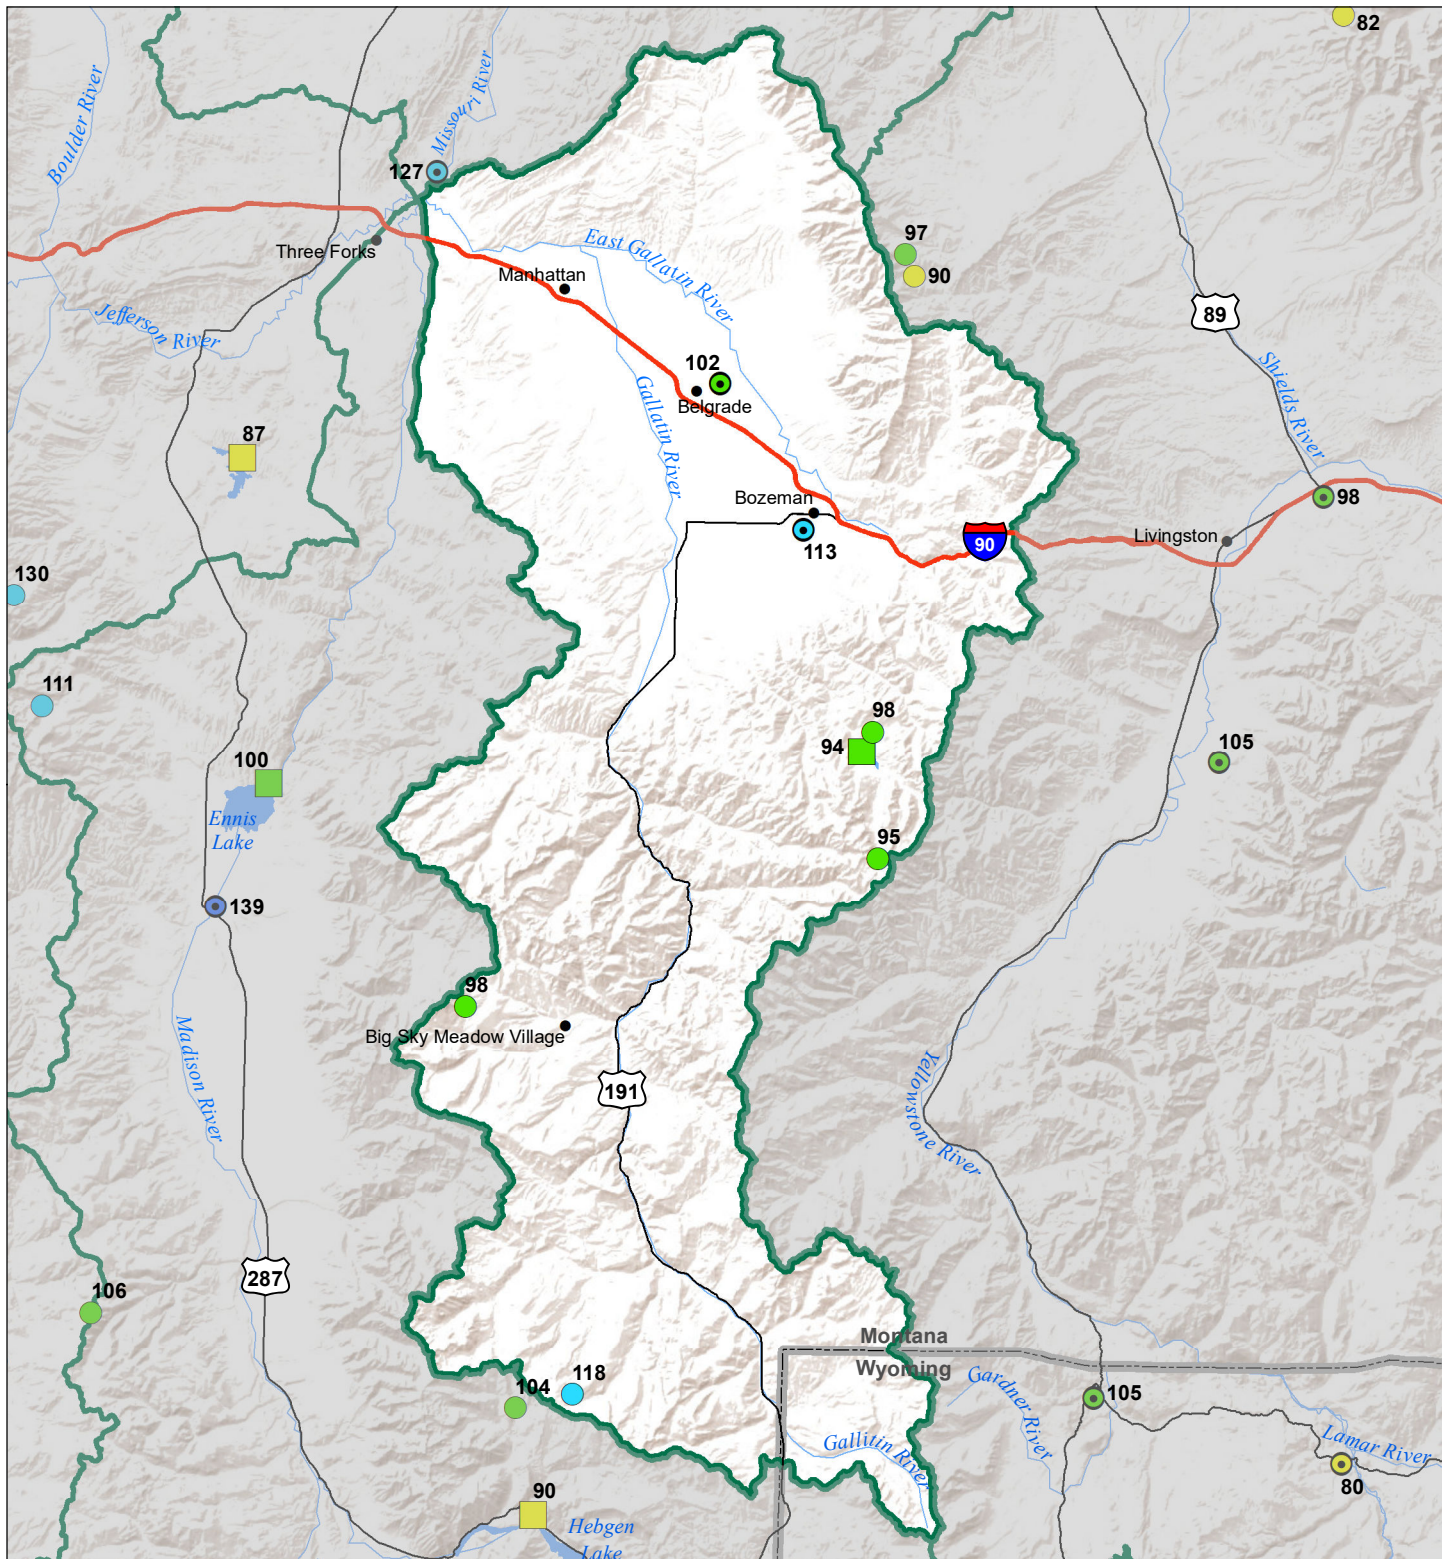 82
Boulder River
Missouri River
127
97
90
Three Forks
East Gallatin River
Manhattan
89
Jefferson River
Shields River
102
Belgrade
Gallatin River
87
Bozeman
113
90
98
Livingston
130
111
98
94
105
100
Ennis
Lake
95
139
98
Big Sky Meadow Village
Madison River
191
Yellowstone River
287
106
Montana
Wyoming
118
104
Gardner River
105
Gallitin River
Lamar River
80
90
Hebgen
Lake